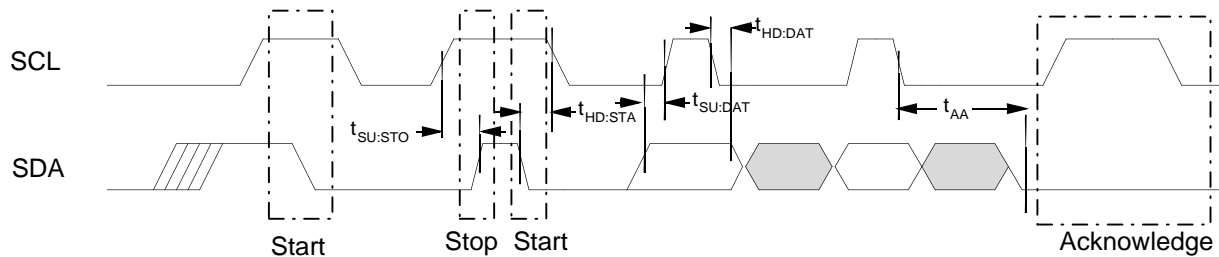 SCL
t_HD:DAT
t_SU:DAT
t_HD:STA
t_AA
t_SU:STO
SDA
Start
Stop
Start
Acknowledge